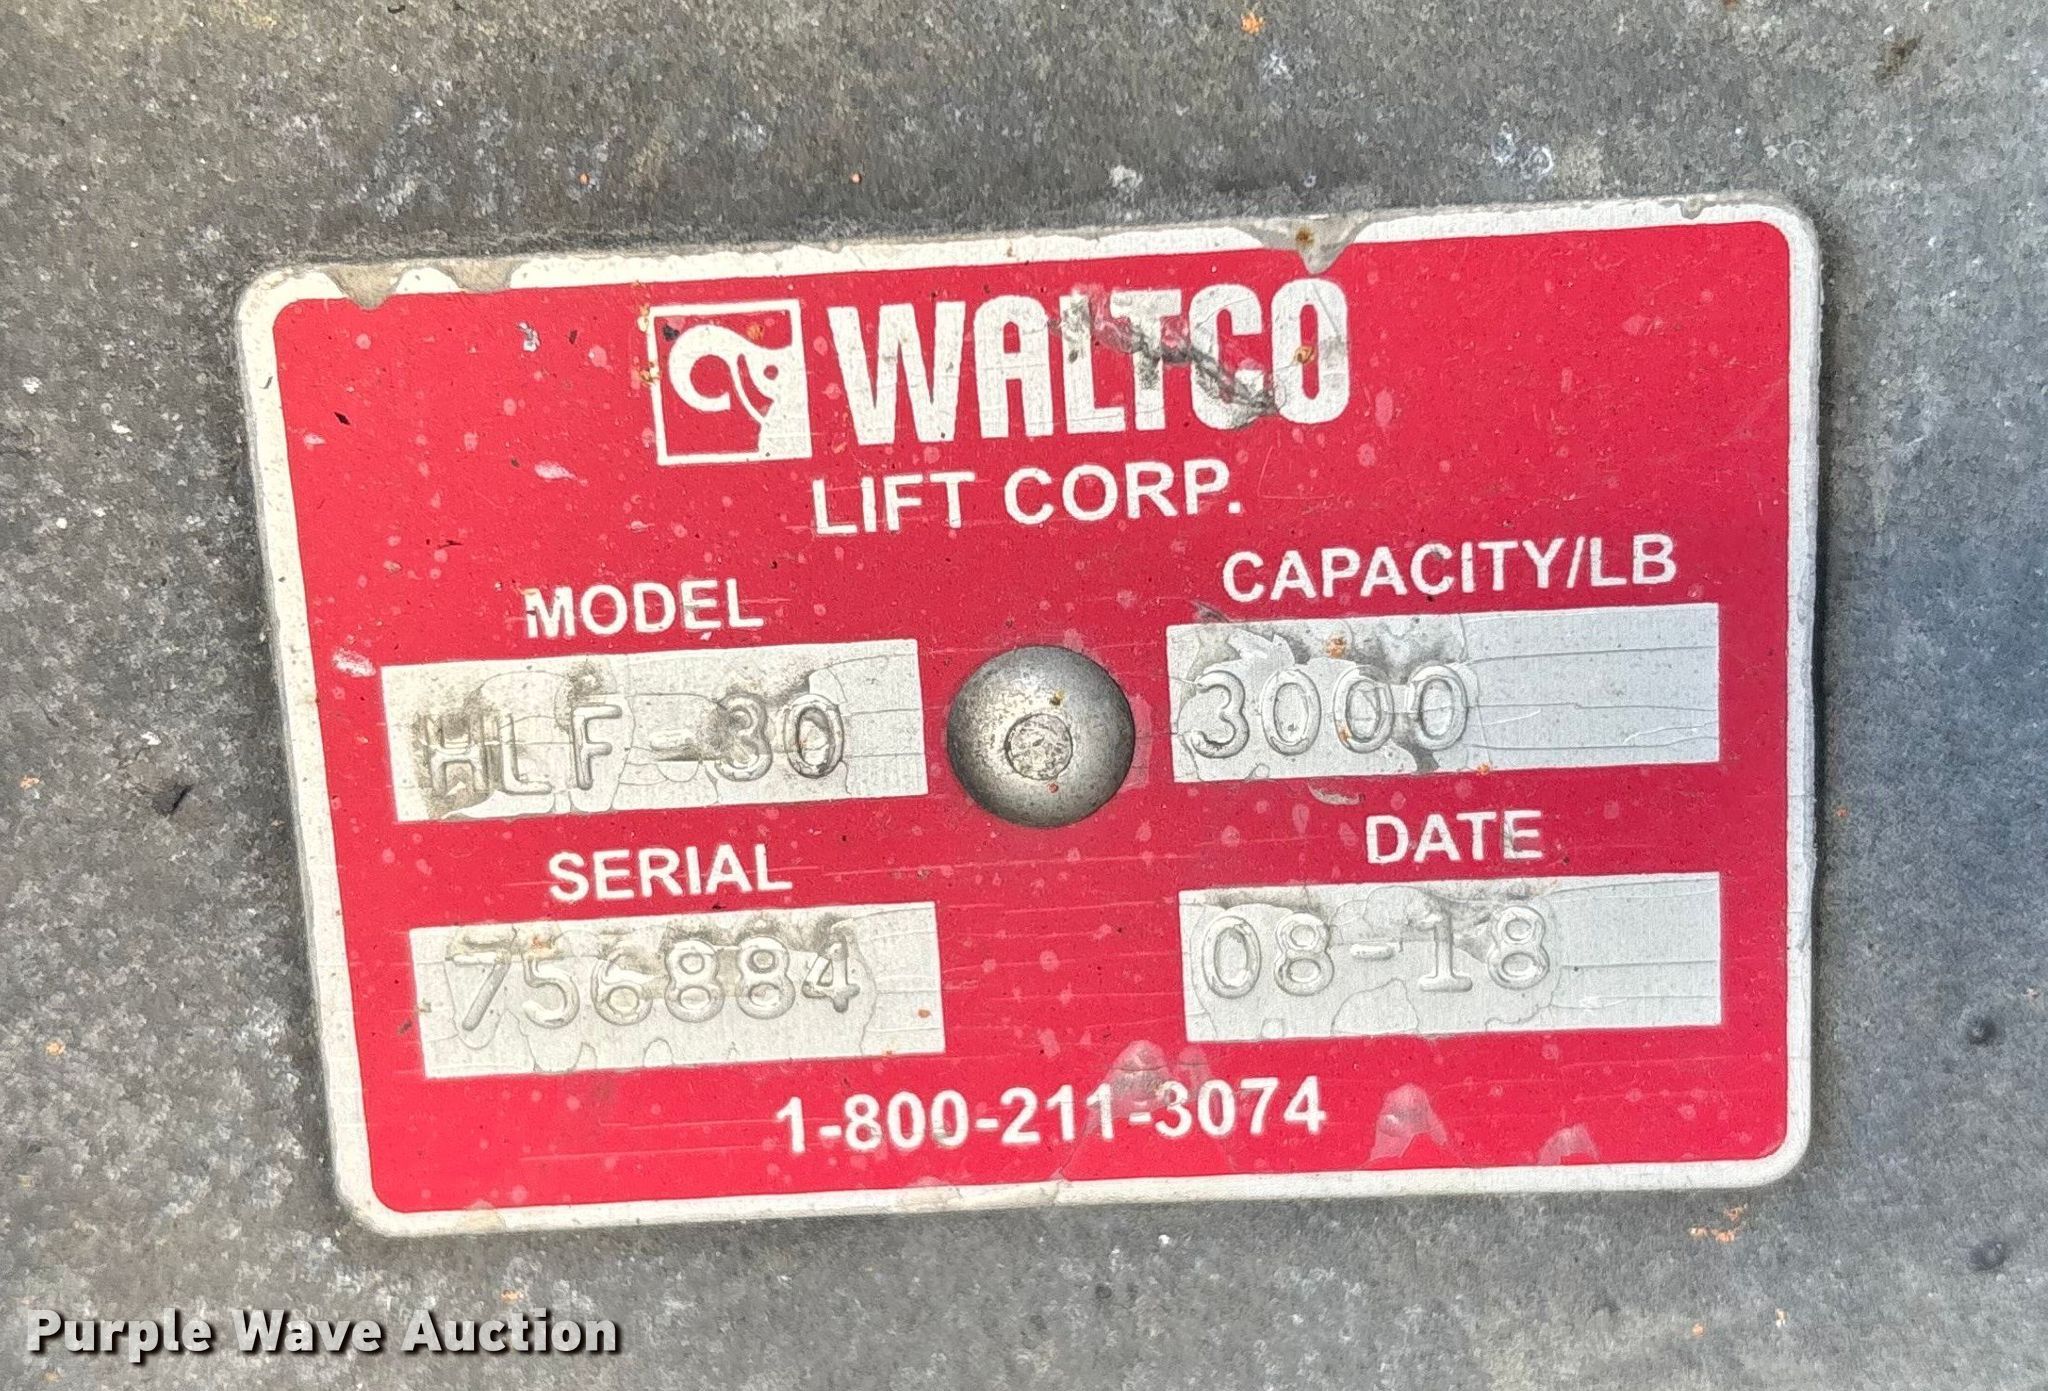 WALTCO
LIFT CORP.
MODEL
HLF-30
CAPACITY/LB
3000
SERIAL
756884
DATE
08-18
1-800-211-3074
Purple Wave Auction